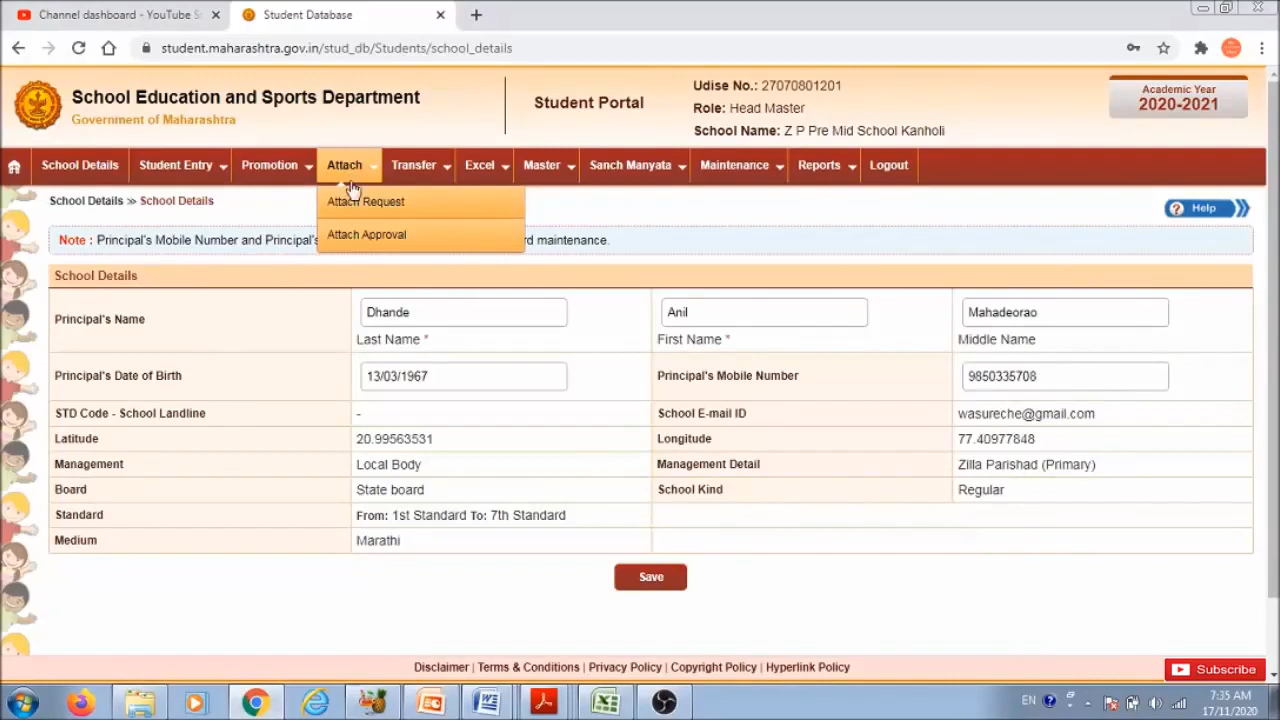 Channel dashboard - YouTube S
Student Database
student.maharashtra.gov.in/stud_db/Students/school_details
School Education and Sports Department
Government of Maharashtra
Student Portal
Udise No.: 27070801201
Role: Head Master
School Name: Z P Pre Mid School Kanholi
Academic Year
2020-2021
School Details Student Entry Promotion Attach Transfer Excel Master Sanch Manyata Maintenance Reports Logout
School Details ≫ School Details
Attach Request
Help
Attach Approval
Note : Principal's Mobile Number and Principal's rd maintenance.
School Details
Principal's Name Dhande Anil Mahadeorao
Last Name * First Name * Middle Name
Principal's Date of Birth 13/03/1967 Principal's Mobile Number 9850335708
STD Code - School Landline - School E-mail ID wasureche@gmail.com
Latitude 20.99563531 Longitude 77.40977848
Management Local Body Management Detail Zilla Parishad (Primary)
Board State board School Kind Regular
Standard From: 1st Standard To: 7th Standard
Medium Marathi
Save
Disclaimer | Terms & Conditions | Privacy Policy | Copyright Policy | Hyperlink Policy
Subscribe
EN
7:35 AM
17/11/2020